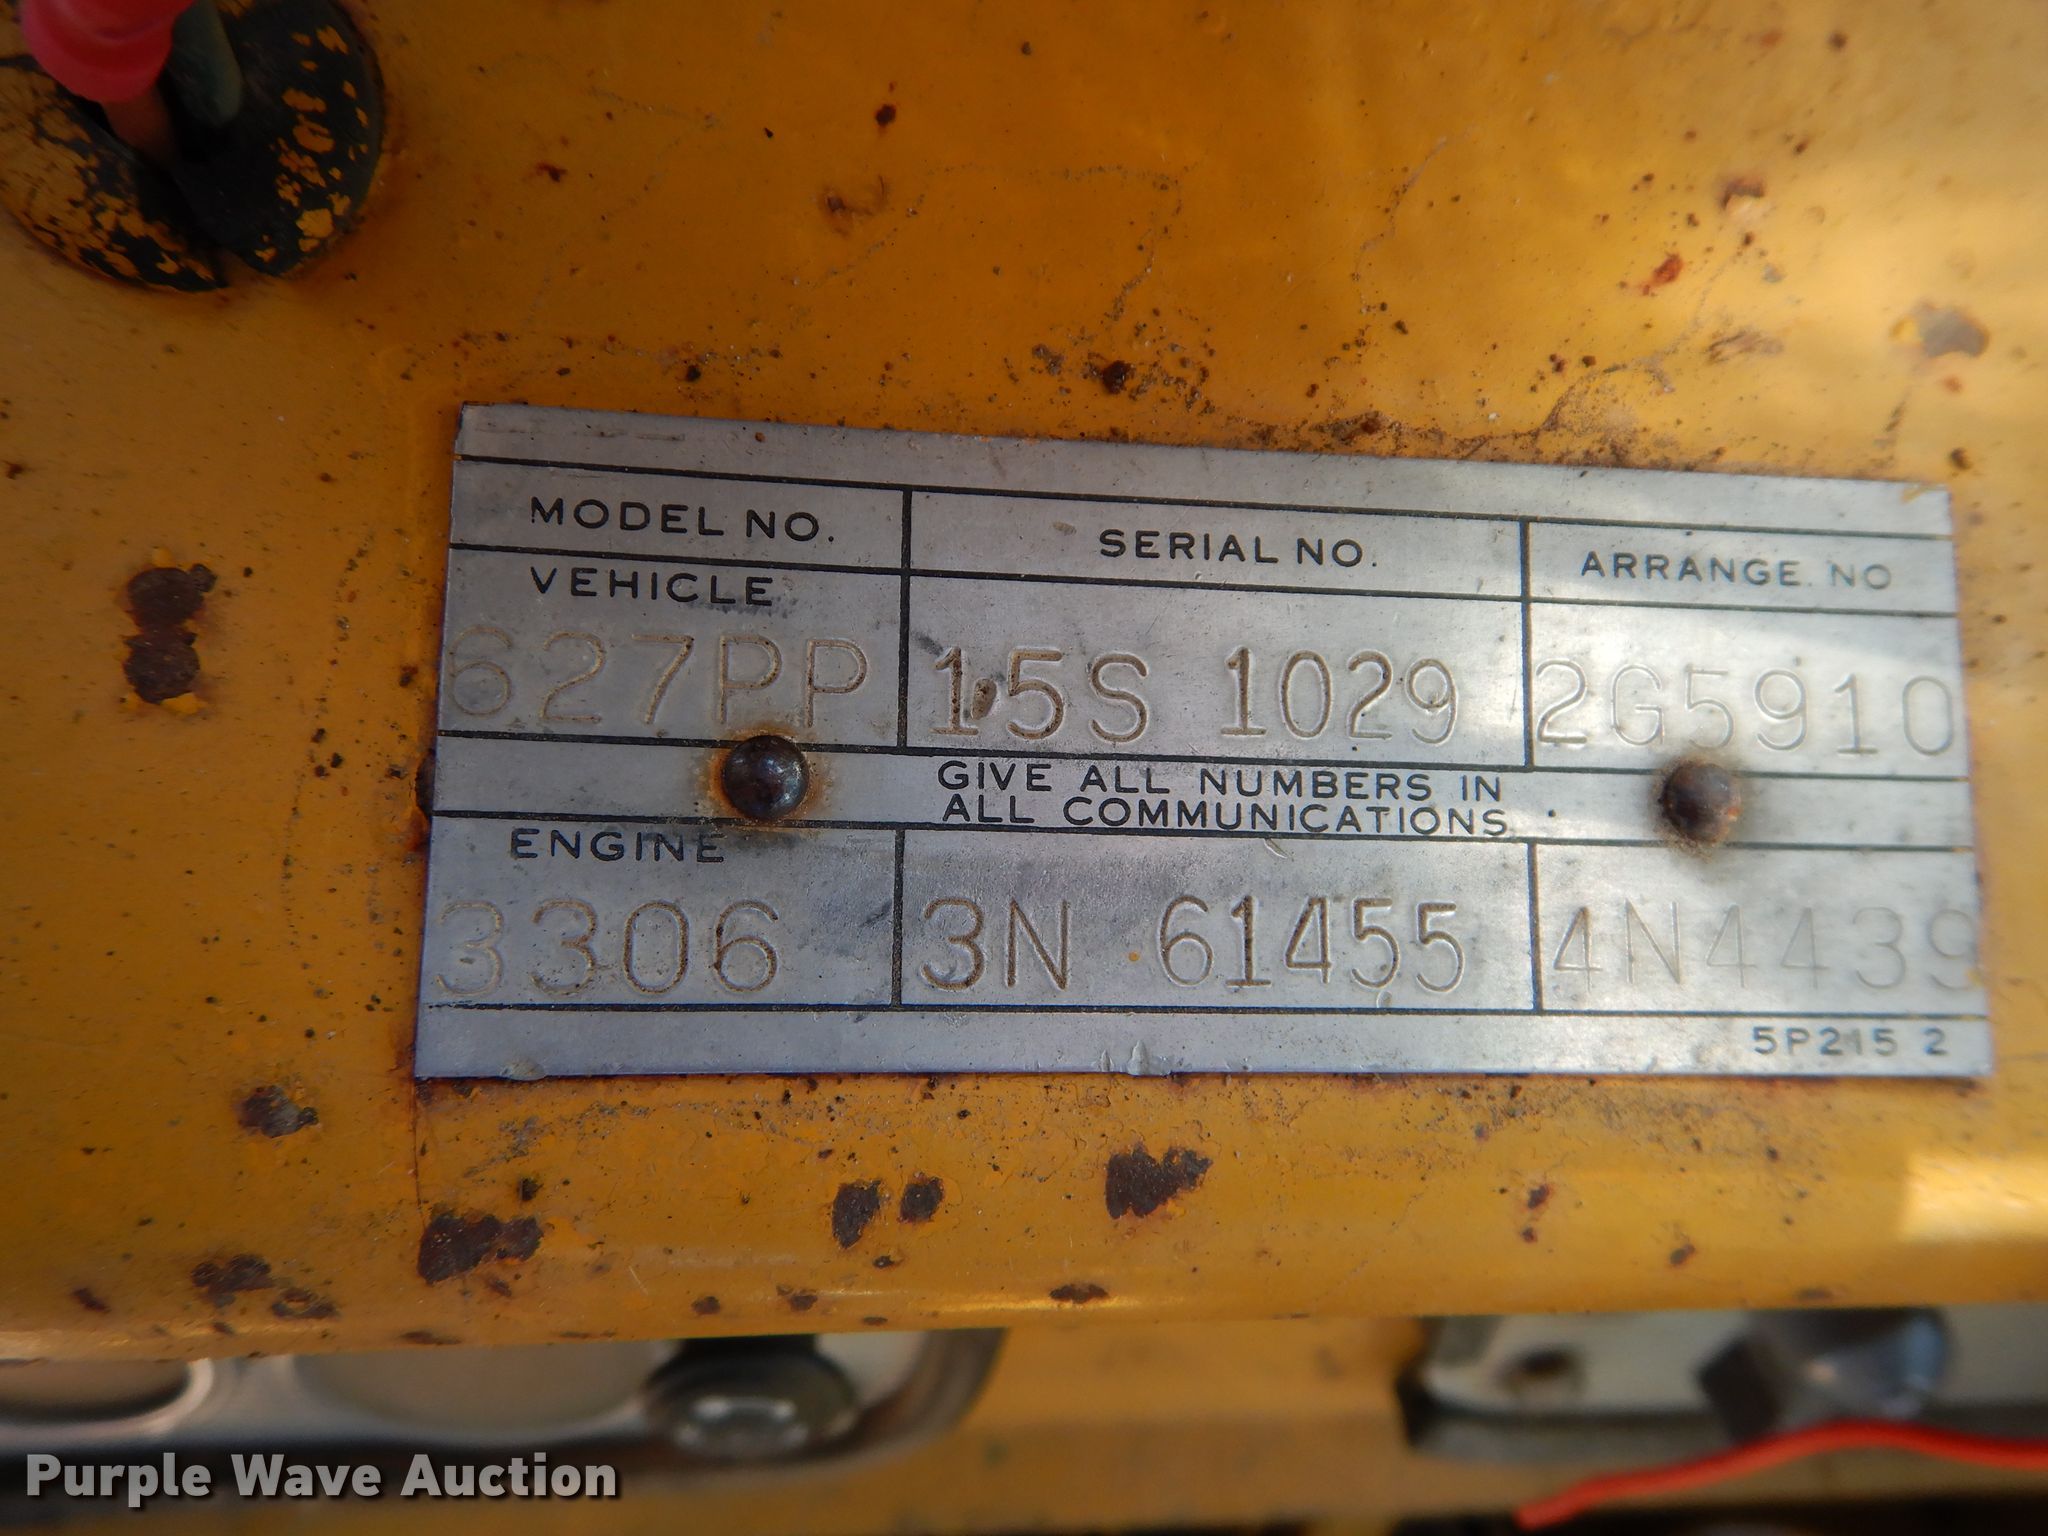 MODEL NO. SERIAL NO. ARRANGE. NO
VEHICLE
627PP 15S 1029 2G5910
GIVE ALL NUMBERS IN
ALL COMMUNICATIONS
ENGINE
3306 3N 61455 4N4439
5P215 2
Purple Wave Auction